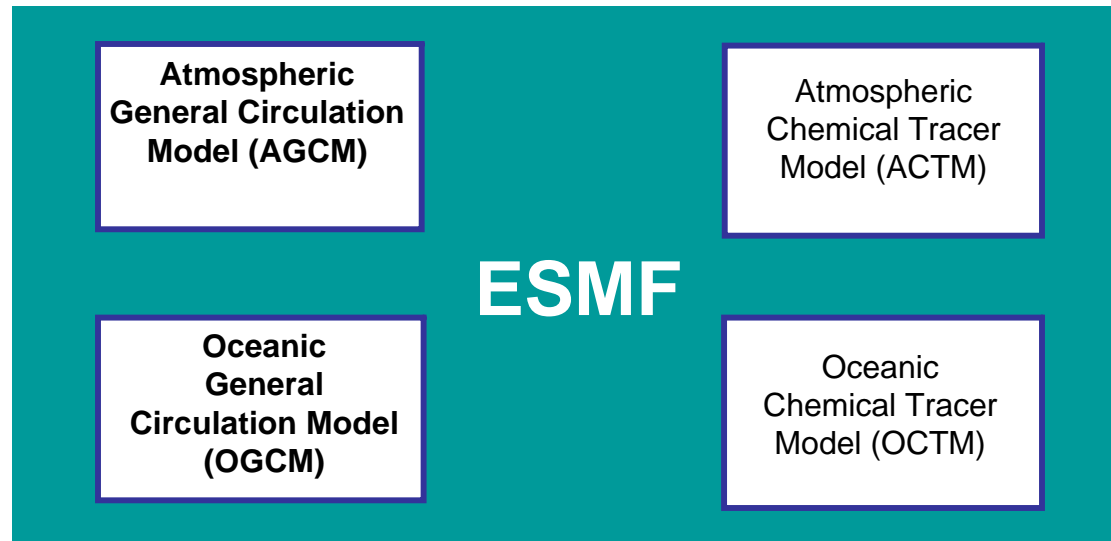 Atmospheric
General Circulation
Model (AGCM)
Atmospheric
Chemical Tracer
Model (ACTM)
ESMF
Oceanic
General
Circulation Model
(OGCM)
Oceanic
Chemical Tracer
Model (OCTM)